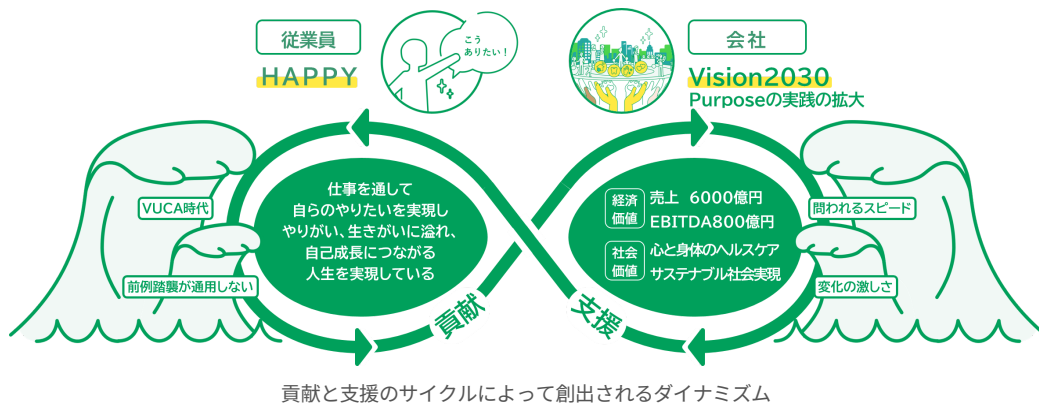 従業員
HAPPY
こう
ありたい！
会社
Vision2030
Purposeの実践の拡大
VUCA時代
前例踏襲が通用しない
仕事を通して
自らのやりたいを実現し
やりがい、生きがいに溢れ、
自己成長につながる
人生を実現している
経済
価値
売上 6000億円
EBITDA800億円
社会
価値
心と身体のヘルスケア
サステナブル社会実現
問われるスピード
変化の激しさ
貢献
支援
貢献と支援のサイクルによって創出されるダイナミズム